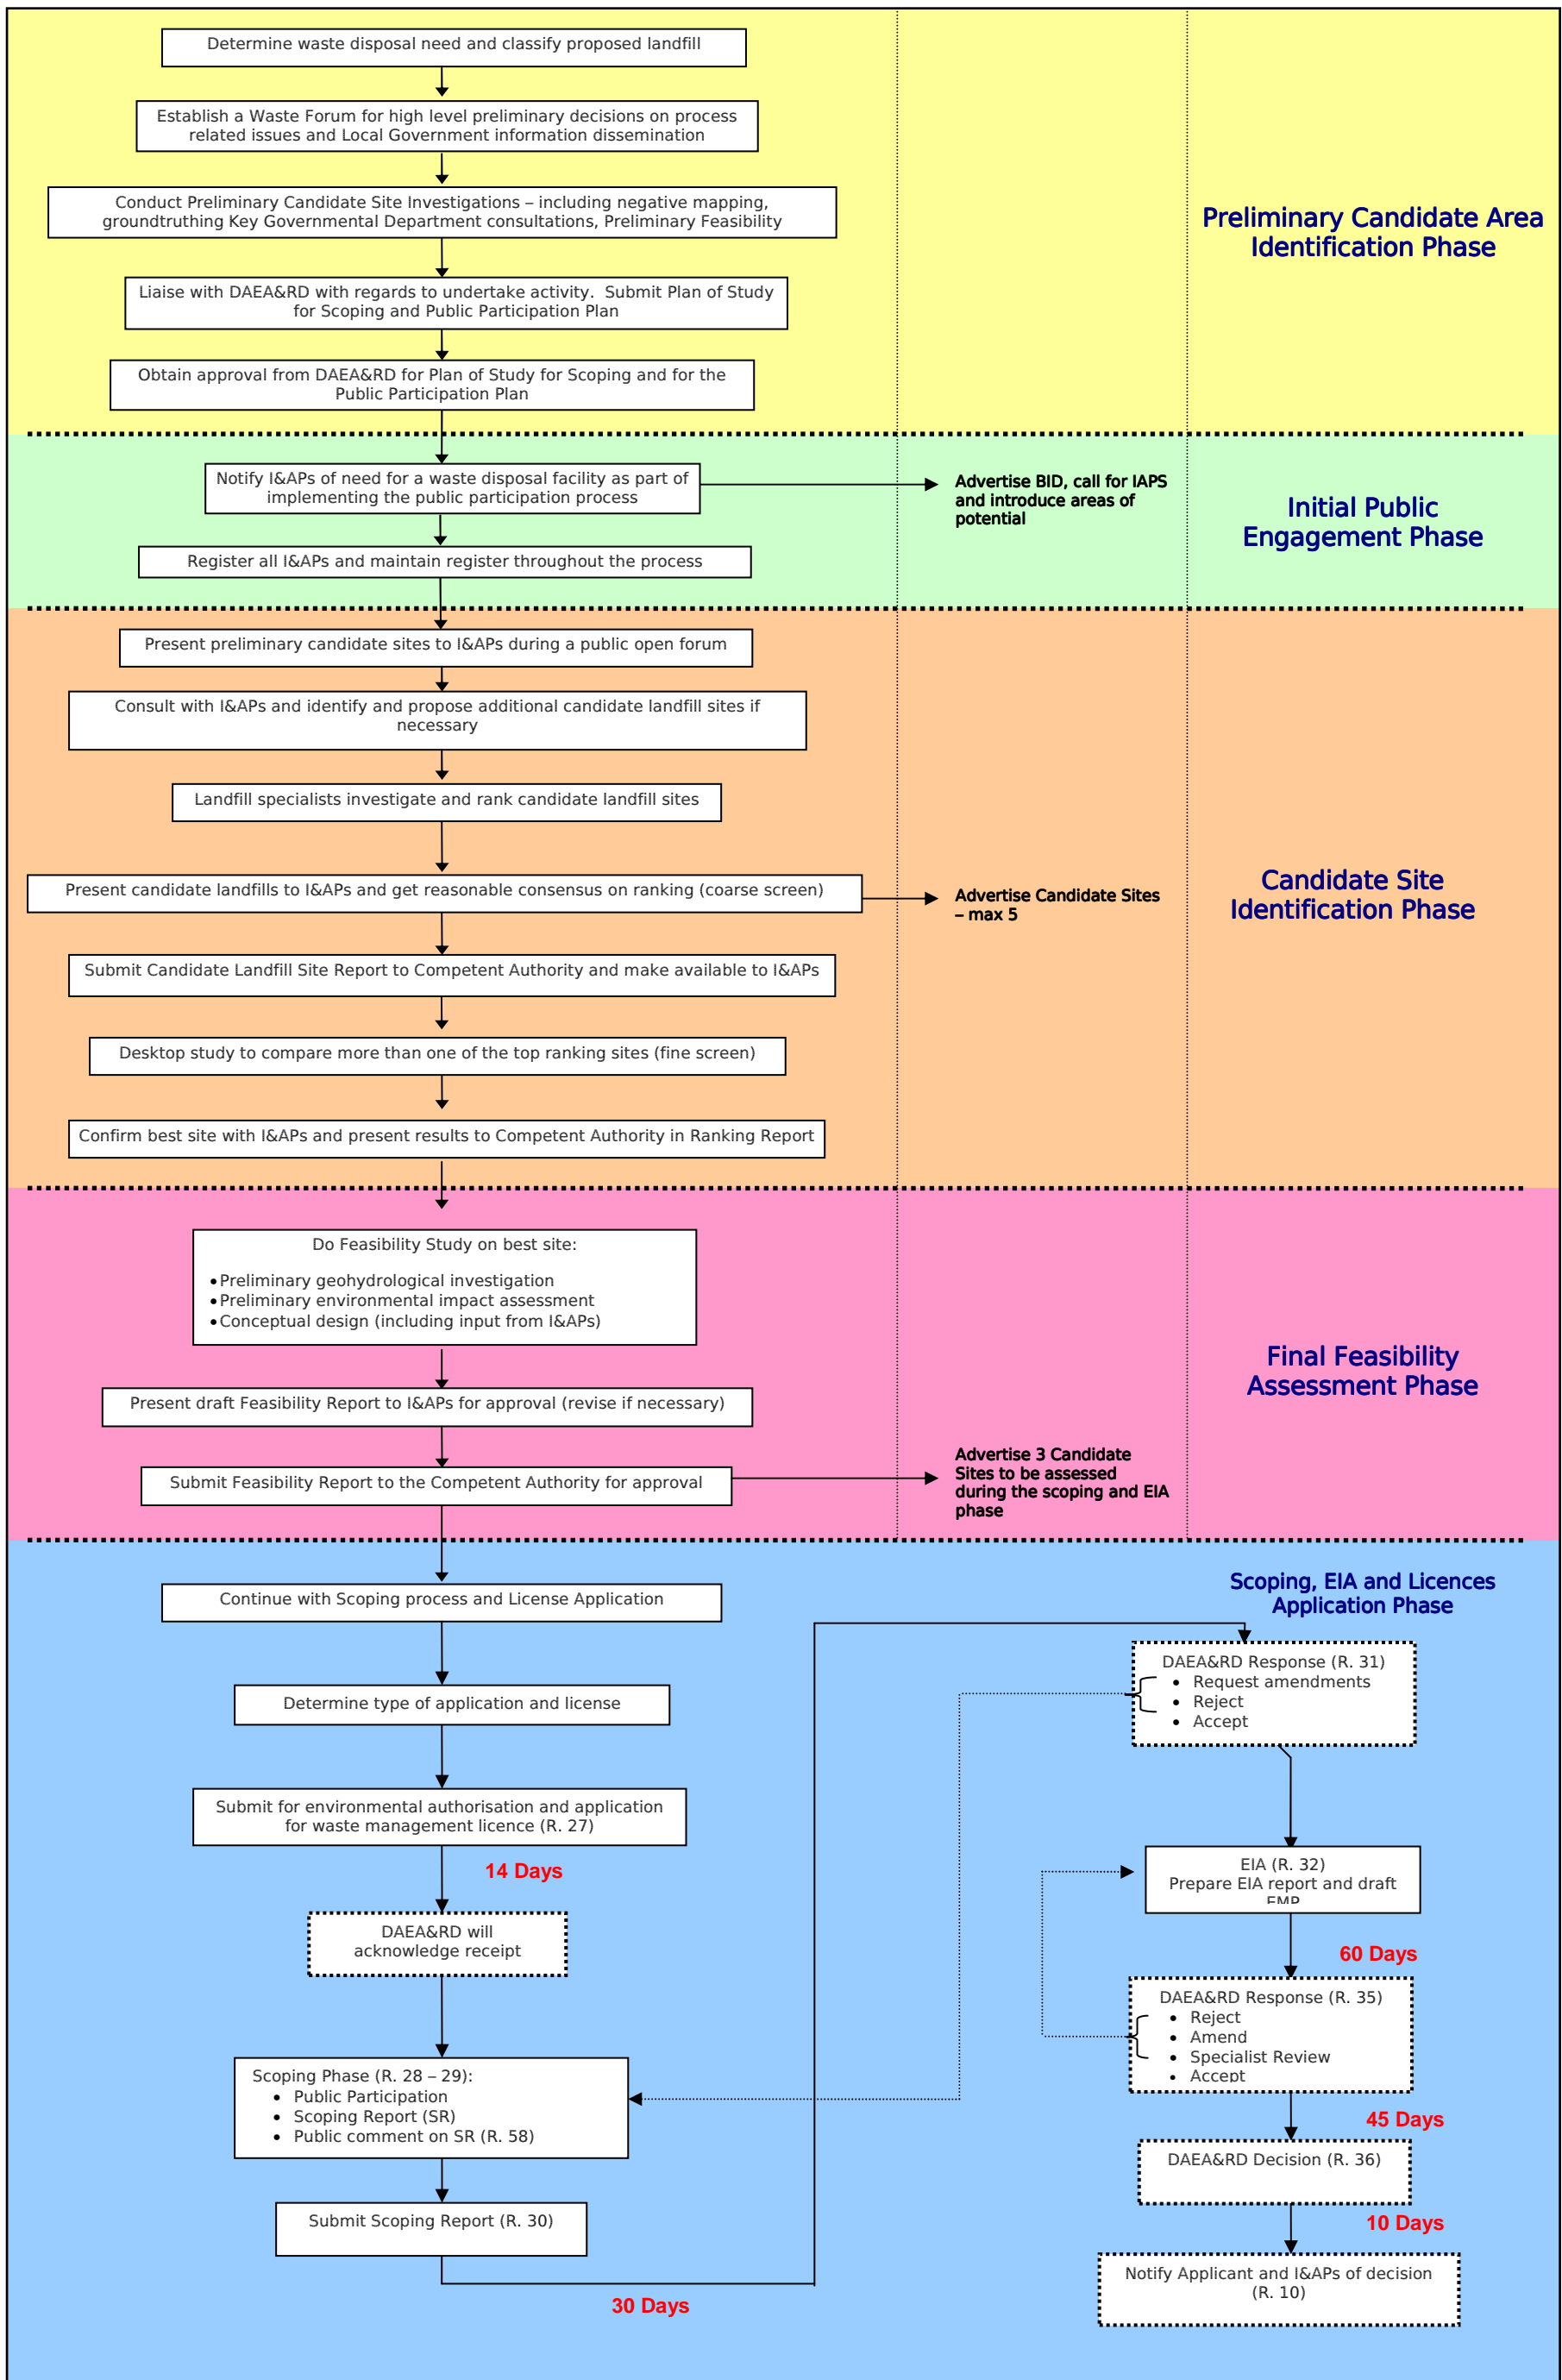 Determine waste disposal need and classify proposed landfill
Establish a Waste Forum for high level preliminary decisions on process
related issues and Local Government information dissemination
Conduct Preliminary Candidate Site Investigations – including negative mapping,
groundtruthing Key Governmental Department consultations, Preliminary Feasibility
Liaise with DAEA&RD with regards to undertake activity.  Submit Plan of Study
for Scoping and Public Participation Plan
Obtain approval from DAEA&RD for Plan of Study for Scoping and for the
Public Participation Plan
Preliminary Candidate Area
Identification Phase
Notify I&APs of need for a waste disposal facility as part of
implementing the public participation process
Register all I&APs and maintain register throughout the process
Advertise BID, call for IAPS
and introduce areas of
potential
Initial Public
Engagement Phase
Present preliminary candidate sites to I&APs during a public open forum
Consult with I&APs and identify and propose additional candidate landfill sites if
necessary
Landfill specialists investigate and rank candidate landfill sites
Present candidate landfills to I&APs and get reasonable consensus on ranking (coarse screen)
Submit Candidate Landfill Site Report to Competent Authority and make available to I&APs
Desktop study to compare more than one of the top ranking sites (fine screen)
Confirm best site with I&APs and present results to Competent Authority in Ranking Report
Advertise Candidate Sites
– max 5
Candidate Site
Identification Phase
Do Feasibility Study on best site:
• Preliminary geohydrological investigation
• Preliminary environmental impact assessment
• Conceptual design (including input from I&APs)
Present draft Feasibility Report to I&APs for approval (revise if necessary)
Submit Feasibility Report to the Competent Authority for approval
Advertise 3 Candidate
Sites to be assessed
during the scoping and EIA
phase
Final Feasibility
Assessment Phase
Scoping, EIA and Licences
Application Phase
Continue with Scoping process and License Application
Determine type of application and license
Submit for environmental authorisation and application
for waste management licence (R. 27)
14 Days
DAEA&RD will
acknowledge receipt
Scoping Phase (R. 28 – 29):
• Public Participation
• Scoping Report (SR)
• Public comment on SR (R. 58)
Submit Scoping Report (R. 30)
30 Days
DAEA&RD Response (R. 31)
• Request amendments
• Reject
• Accept
EIA (R. 32)
Prepare EIA report and draft
EMP
60 Days
DAEA&RD Response (R. 35)
• Reject
• Amend
• Specialist Review
• Accept
45 Days
DAEA&RD Decision (R. 36)
10 Days
Notify Applicant and I&APs of decision
(R. 10)